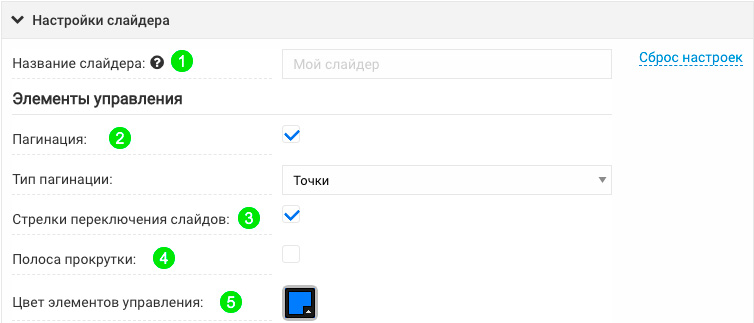 Настройки слайдера
Название слайдера: ? 1 Мой слайдер Сброс настроек
Элементы управления
Пагинация: 2
Тип пагинации: Точки
Стрелки переключения слайдов: 3
Полоса прокрутки: 4
Цвет элементов управления: 5